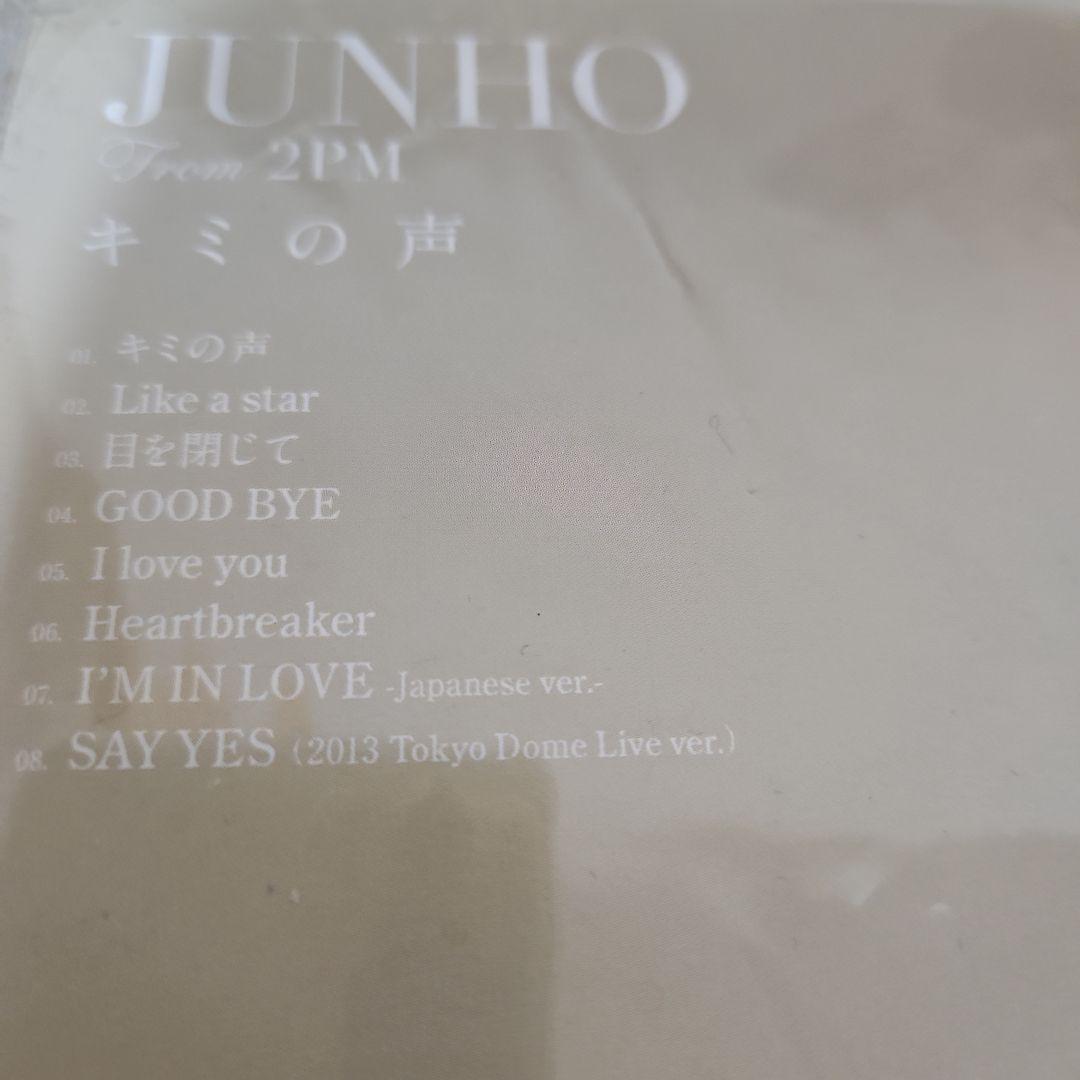 JUNHO
From 2PM
キミの声
01. キミの声
02. Like a star
03. 目を閉じて
04. GOOD BYE
05. I love you
06. Heartbreaker
07. I'M IN LOVE -Japanese ver.-
08. SAY YES (2013 Tokyo Dome Live ver.)